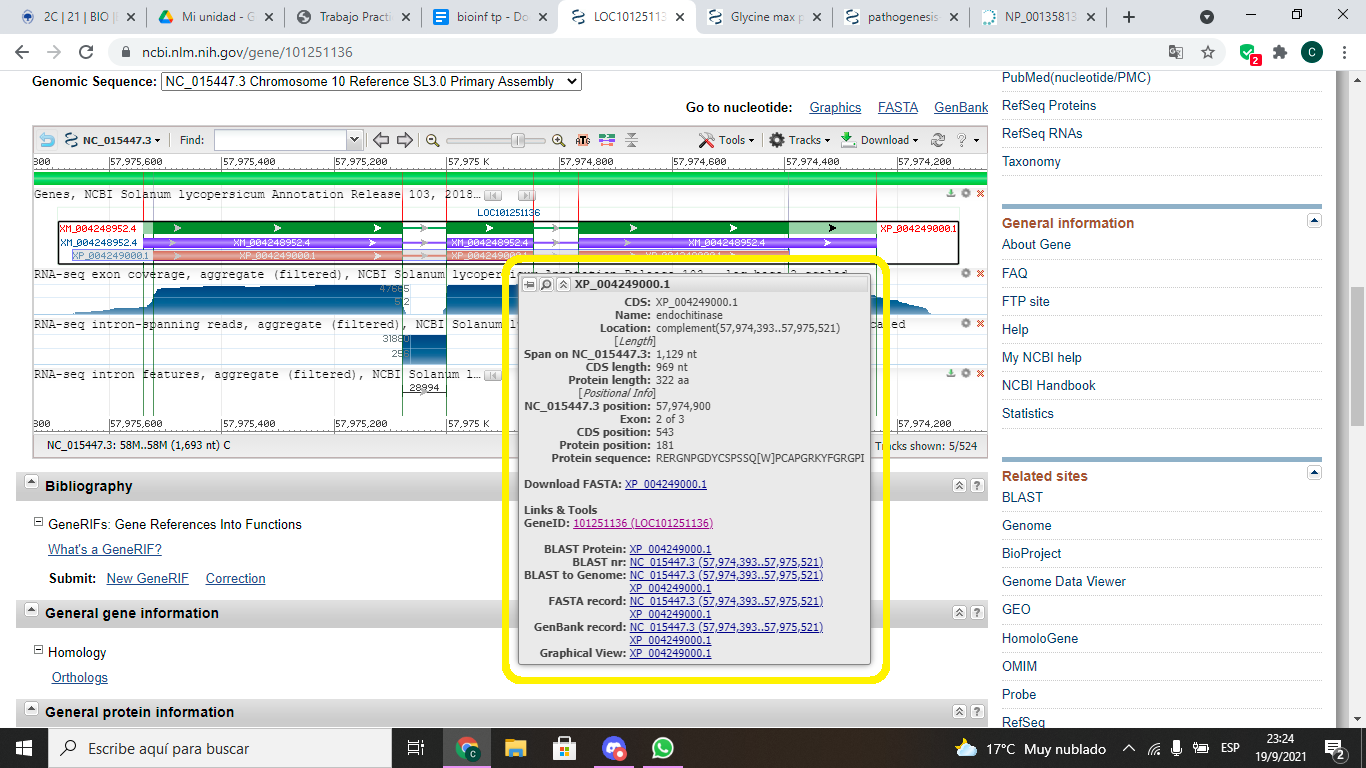 2C | 21 | BIO |
Mi unidad - G
Trabajo Practi
bioinf tp - Do
LOC10125113
Glycine max p
pathogenesis
NP_00135813
ncbi.nlm.nih.gov/gene/101251136
C
2
Genomic Sequence: NC_015447.3 Chromosome 10 Reference SL3.0 Primary Assembly
Go to nucleotide: Graphics FASTA GenBank
NC_015447.3 Find: Tools Tracks Download ?
800 57,975,600 57,975,400 57,975,200 57,975 K 57,974,800 57,974,600 57,974,400 57,974,200
Genes, NCBI Solanum lycopersicum Annotation Release 103, 2018...
LOC101251136
XM_004248952.4 XP_004249000.1
XM_004248952.4 XM_004248952.4 XM_004248952.4 XM_004248952.4
XP_004249000.1 XP_004249000.1 XP_004249000.1 XP_004249000.1
RNA-seq exon coverage, aggregate (filtered), NCBI Solanum lycopersicum Annotation Release 103 - log base 2 scaled
47665
512
RNA-seq intron-spanning reads, aggregate (filtered), NCBI Solanum l
31880
256
RNA-seq intron features, aggregate (filtered), NCBI Solanum l...
28994
800 57,975,600 57,975,400 57,975,200 57,975 K 57,974,200
NC_015447.3: 58M..58M (1,693 nt) C
Tracks shown: 5/524
XP_004249000.1
CDS: XP_004249000.1
Name: endochitinase
Location: complement(57,974,393..57,975,521)
[Length]
Span on NC_015447.3: 1,129 nt
CDS length: 969 nt
Protein length: 322 aa
[Positional Info]
NC_015447.3 position: 57,974,900
Exon: 2 of 3
CDS position: 543
Protein position: 181
Protein sequence: RERGNPGDYCSPSSQ[W]PCAPGRKYFGRGPI
Download FASTA: XP_004249000.1
Links & Tools
GeneID: 101251136 (LOC101251136)
BLAST Protein: XP_004249000.1
BLAST nr: NC_015447.3 (57,974,393..57,975,521)
BLAST to Genome: NC_015447.3 (57,974,393..57,975,521)
XP_004249000.1
FASTA record: NC_015447.3 (57,974,393..57,975,521)
XP_004249000.1
GenBank record: NC_015447.3 (57,974,393..57,975,521)
XP_004249000.1
Graphical View: XP_004249000.1
Bibliography
GeneRIFs: Gene References Into Functions
What's a GeneRIF?
Submit: New GeneRIF Correction
General gene information
Homology
Orthologs
General protein information
PubMed(nucleotide/PMC)
RefSeq Proteins
RefSeq RNAs
Taxonomy
General information
About Gene
FAQ
FTP site
Help
My NCBI help
NCBI Handbook
Statistics
Related sites
BLAST
Genome
BioProject
Genome Data Viewer
GEO
HomoloGene
OMIM
Probe
RefSeq
Escribe aquí para buscar
17°C Muy nublado
ESP
23:24
19/9/2021
2